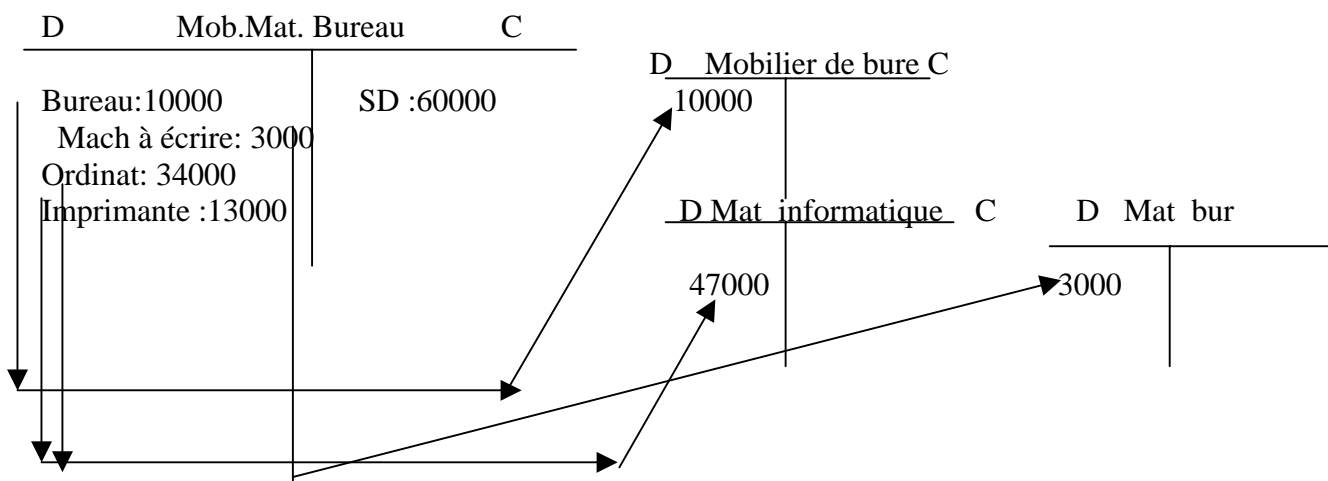 D Mob.Mat. Bureau C
D Mobilier de bure C
Bureau:10000 SD :60000
10000
Mach à écrire: 3000
Ordinat: 34000
Imprimante :13000
D Mat informatique C
D Mat bur
47000
3000